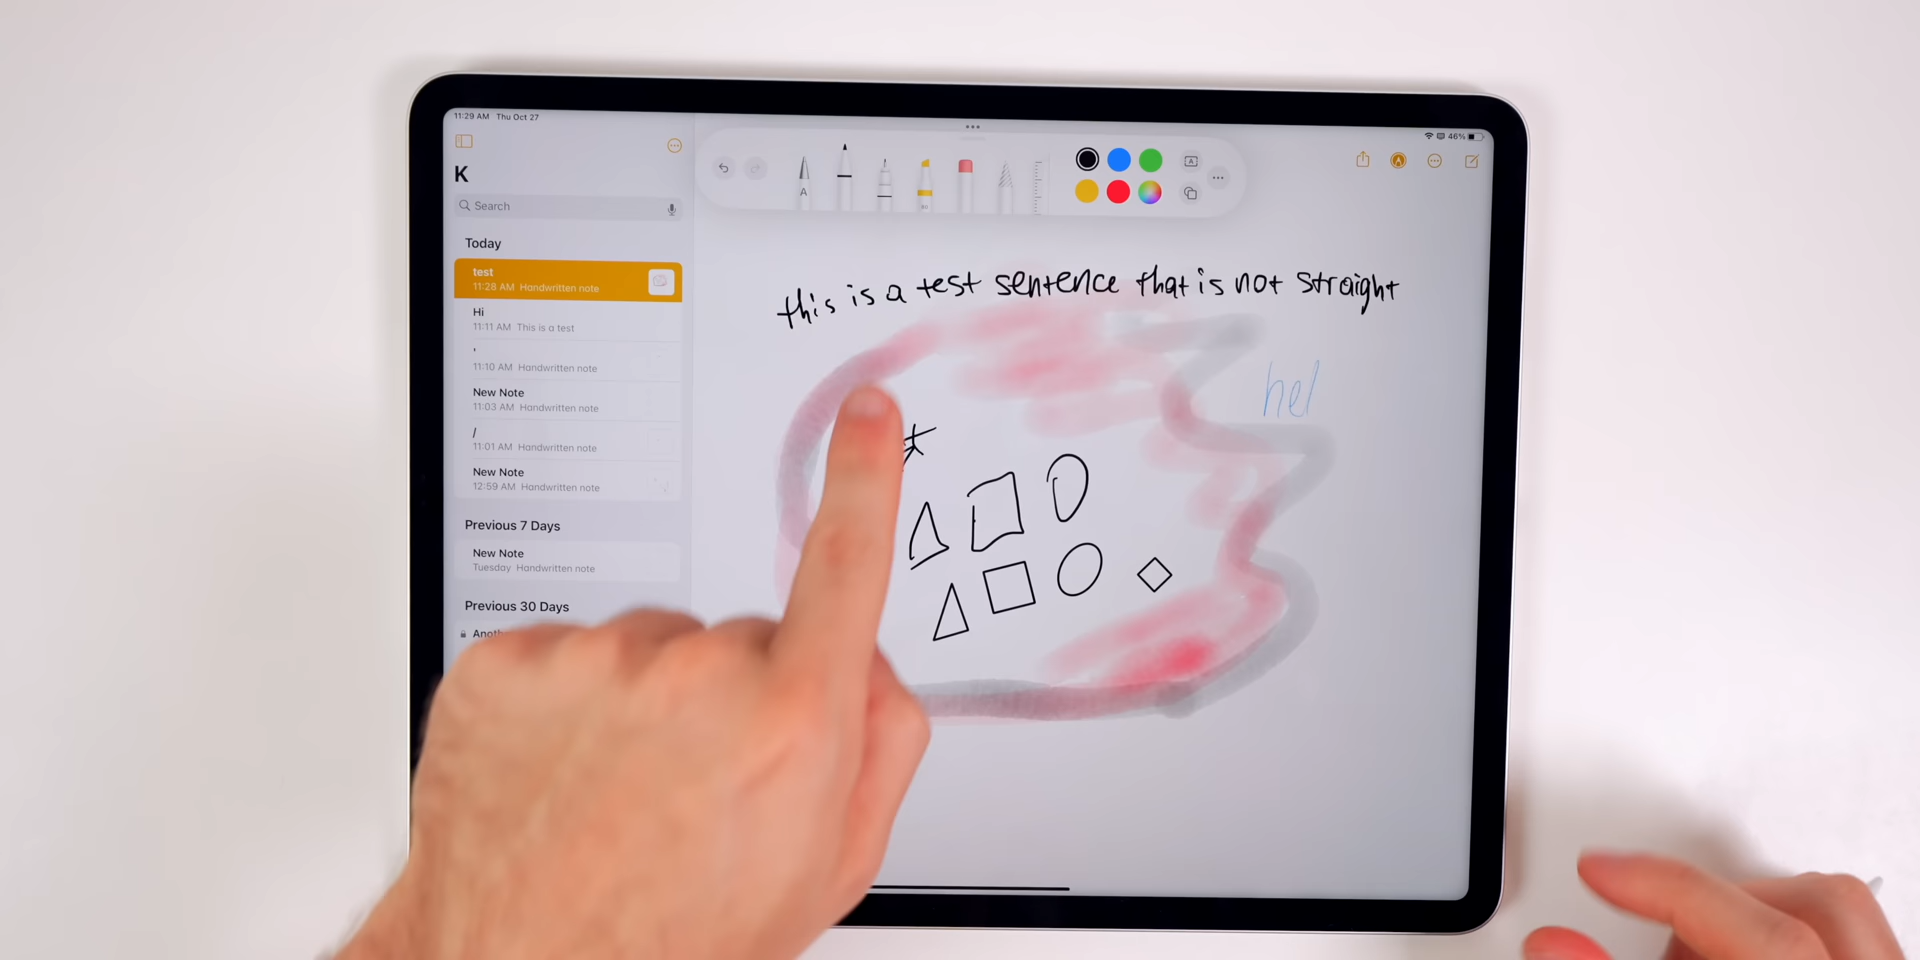 11:29 AM Thu Oct 27
46%
K
Search
Today
test
11:28 AM Handwritten note
Hi
11:11 AM This is a test
'
11:10 AM Handwritten note
New Note
11:03 AM Handwritten note
/
11:01 AM Handwritten note
New Note
12:59 AM Handwritten note
Previous 7 Days
New Note
Tuesday Handwritten note
Previous 30 Days
A
A
this is a test sentence that is not straight
hel